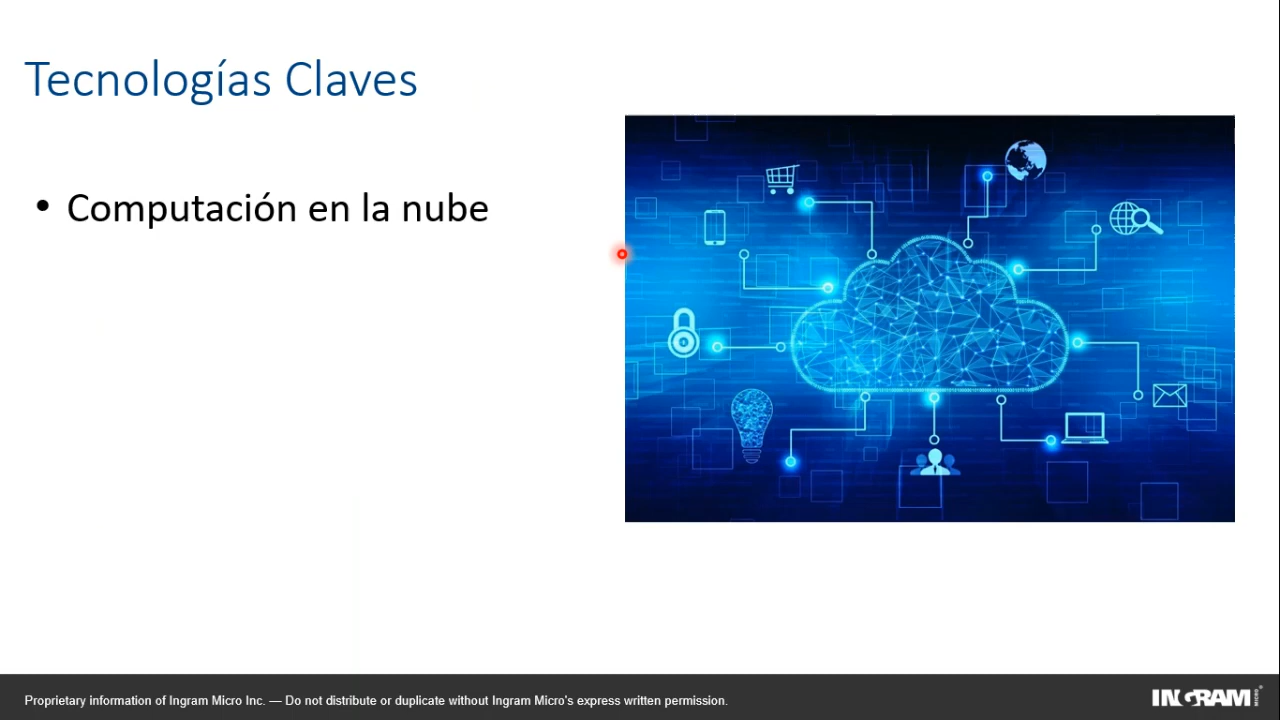 Tecnologías Claves
• Computación en la nube
Proprietary information of Ingram Micro Inc. — Do not distribute or duplicate without Ingram Micro's express written permission.
INGRAM MICRO